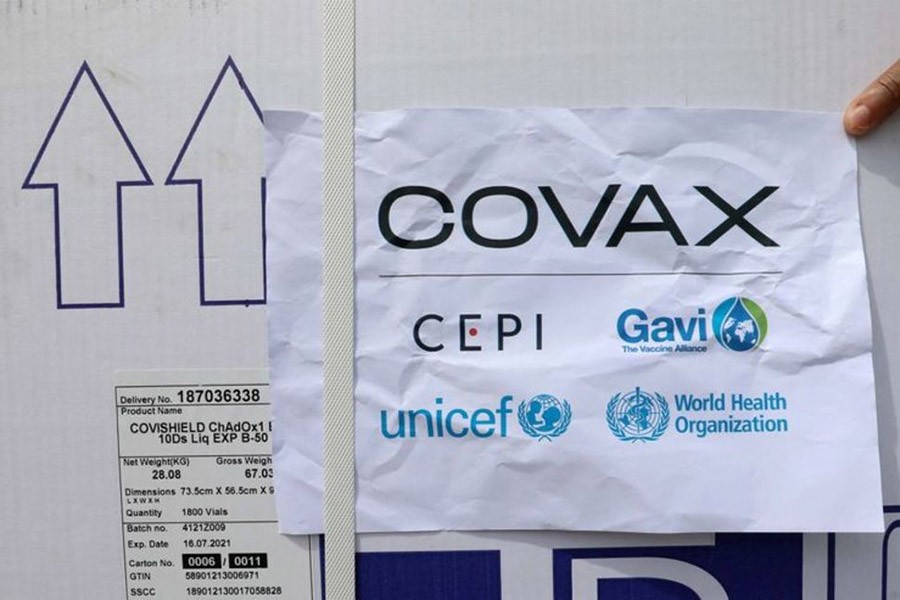 COVAX
CEPI
Gavi
The Vaccine Alliance
unicef
World Health
Organization
Delivery No. 187036338
Product Name
COVISHIELD ChAdOx1
10Ds Liq EXP B-50
Net Weight(KG) Gross Weigh
28.08 67.03
Dimensions 73.5cm X 56.5cm X 9
L X W X H
Quantity 1800 Vials
Batch no. 4121Z009
Exp. Date 16.07.2021
Carton No. 0006 / 0011
GTIN 58901213006971
SSCC 189012130017058828